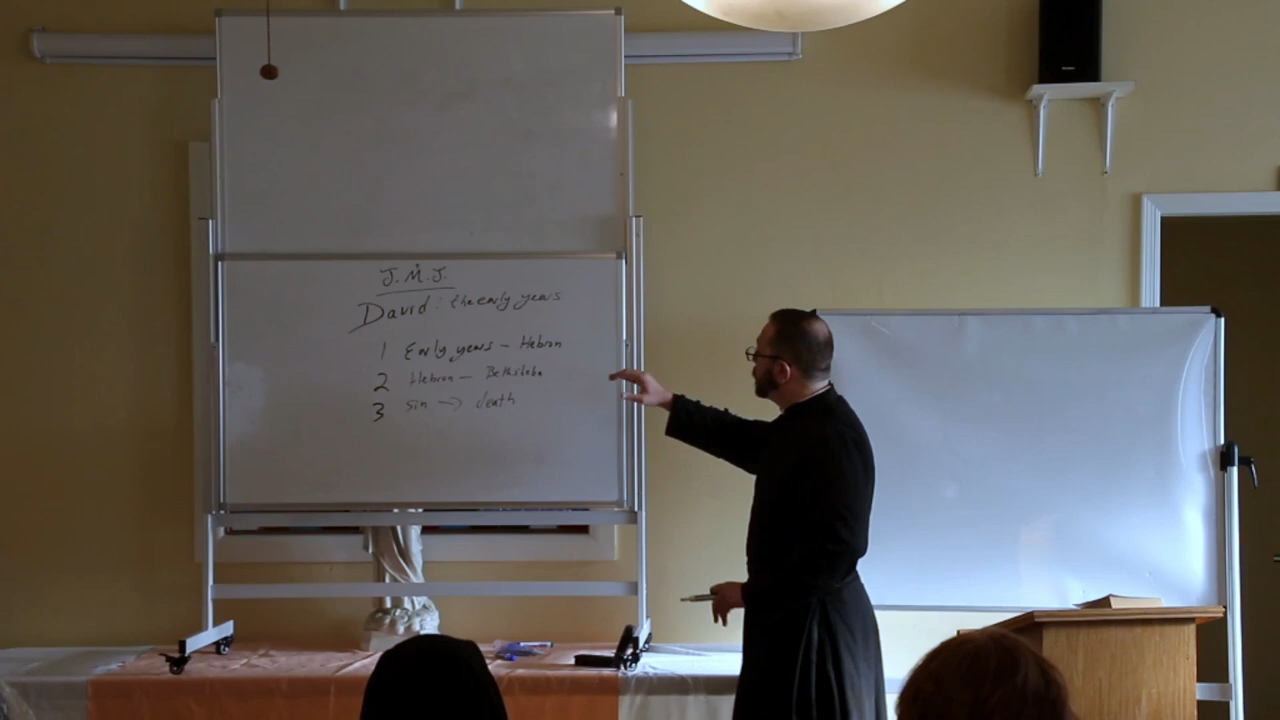 J.M.J.
David: the early years
1 Early years - Hebron
2 Hebron - Bethsheba
3 sin -> death